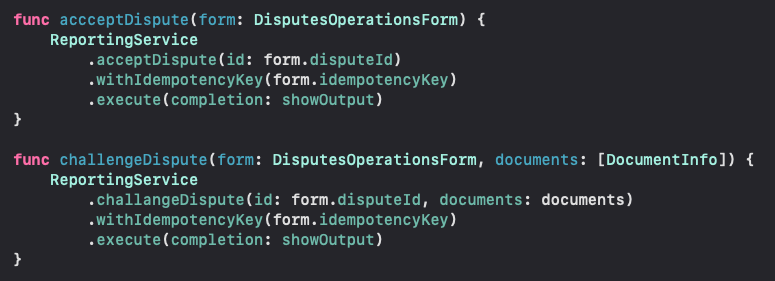 func accceptDispute(form: DisputesOperationsForm) {
    ReportingService
        .acceptDispute(id: form.disputeId)
        .withIdempotencyKey(form.idempotencyKey)
        .execute(completion: showOutput)
}

func challengeDispute(form: DisputesOperationsForm, documents: [DocumentInfo]) {
    ReportingService
        .challangeDispute(id: form.disputeId, documents: documents)
        .withIdempotencyKey(form.idempotencyKey)
        .execute(completion: showOutput)
}